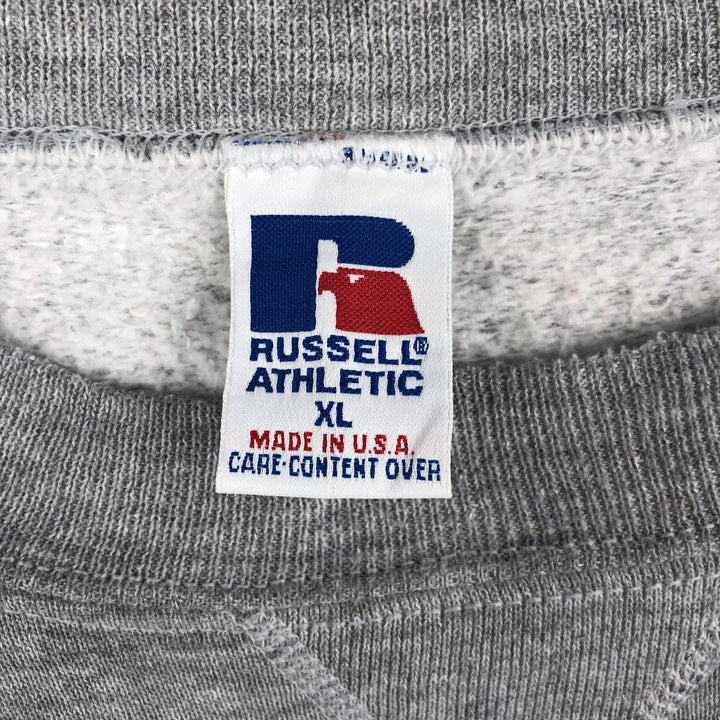 RUSSELL®
ATHLETIC
XL
MADE IN U.S.A.
CARE·CONTENT OVER